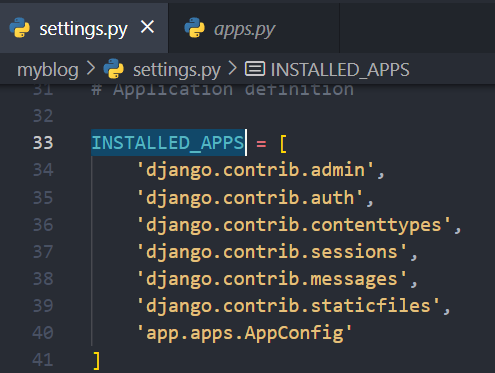 settings.py × apps.py
myblog > settings.py > INSTALLED_APPS
31 # Application definition
32
33 INSTALLED_APPS = [
34 'django.contrib.admin',
35 'django.contrib.auth',
36 'django.contrib.contenttypes',
37 'django.contrib.sessions',
38 'django.contrib.messages',
39 'django.contrib.staticfiles',
40 'app.apps.AppConfig'
41 ]